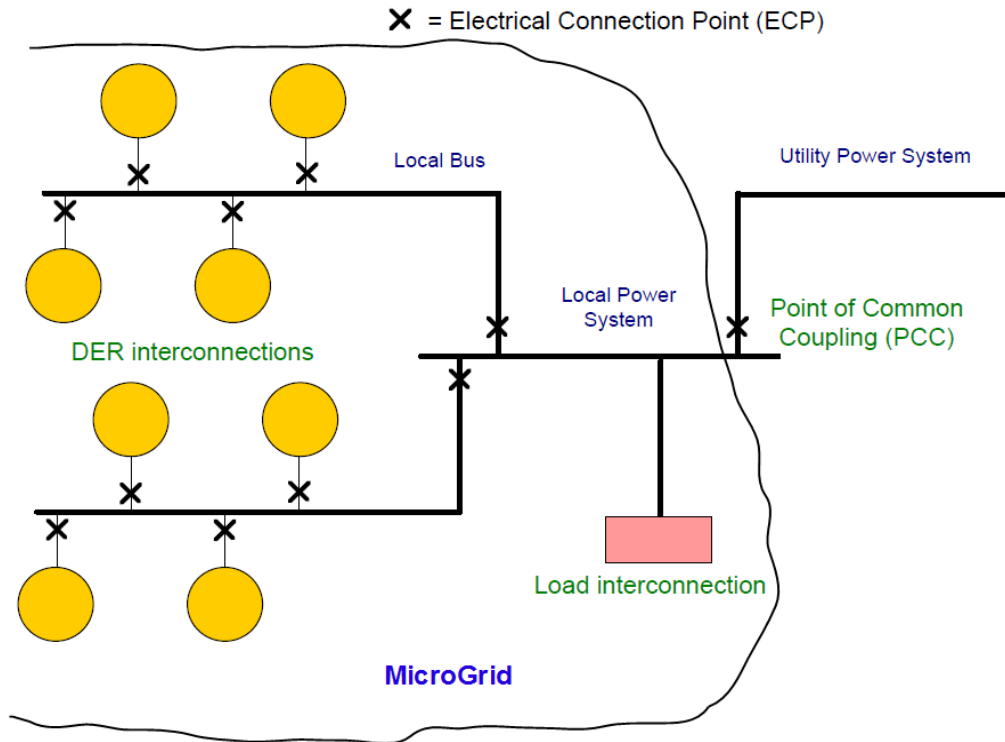 = Electrical Connection Point (ECP)
Local Bus
Utility Power System
Local Power
System
Point of Common
Coupling (PCC)
DER interconnections
Load interconnection
MicroGrid